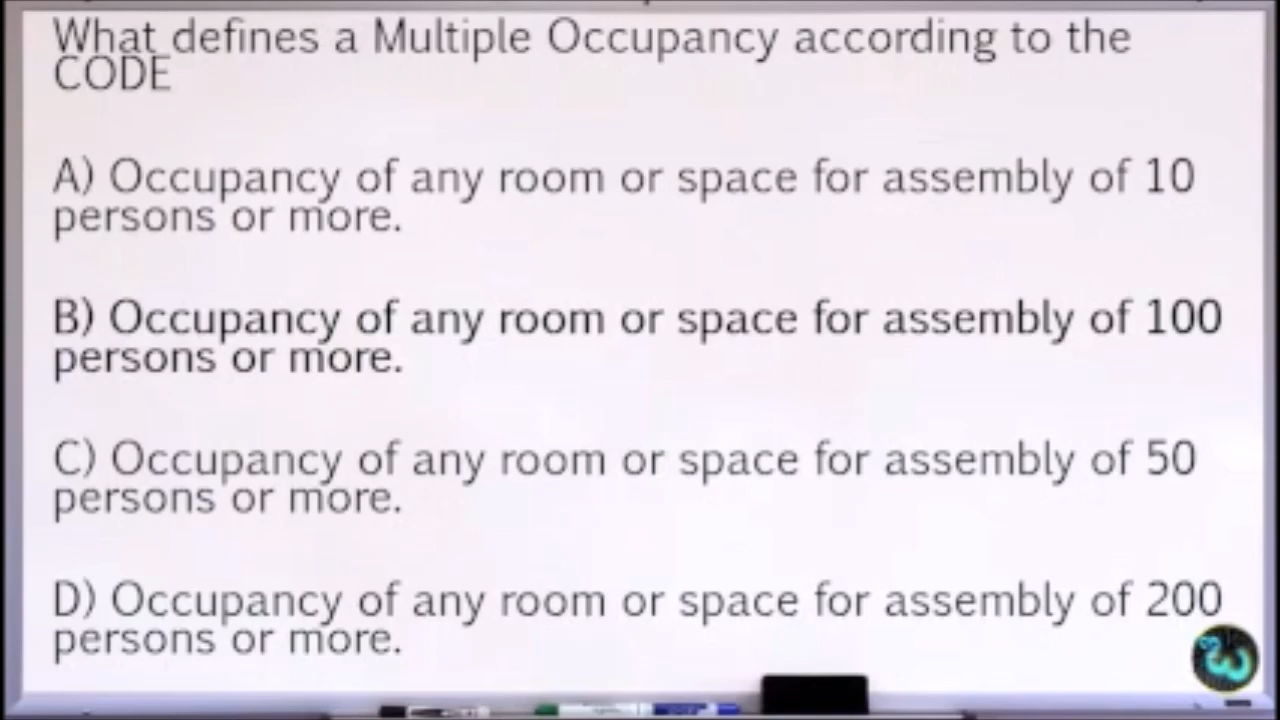 What defines a Multiple Occupancy according to the
CODE
A) Occupancy of any room or space for assembly of 10
persons or more.
B) Occupancy of any room or space for assembly of 100
persons or more.
C) Occupancy of any room or space for assembly of 50
persons or more.
D) Occupancy of any room or space for assembly of 200
persons or more.